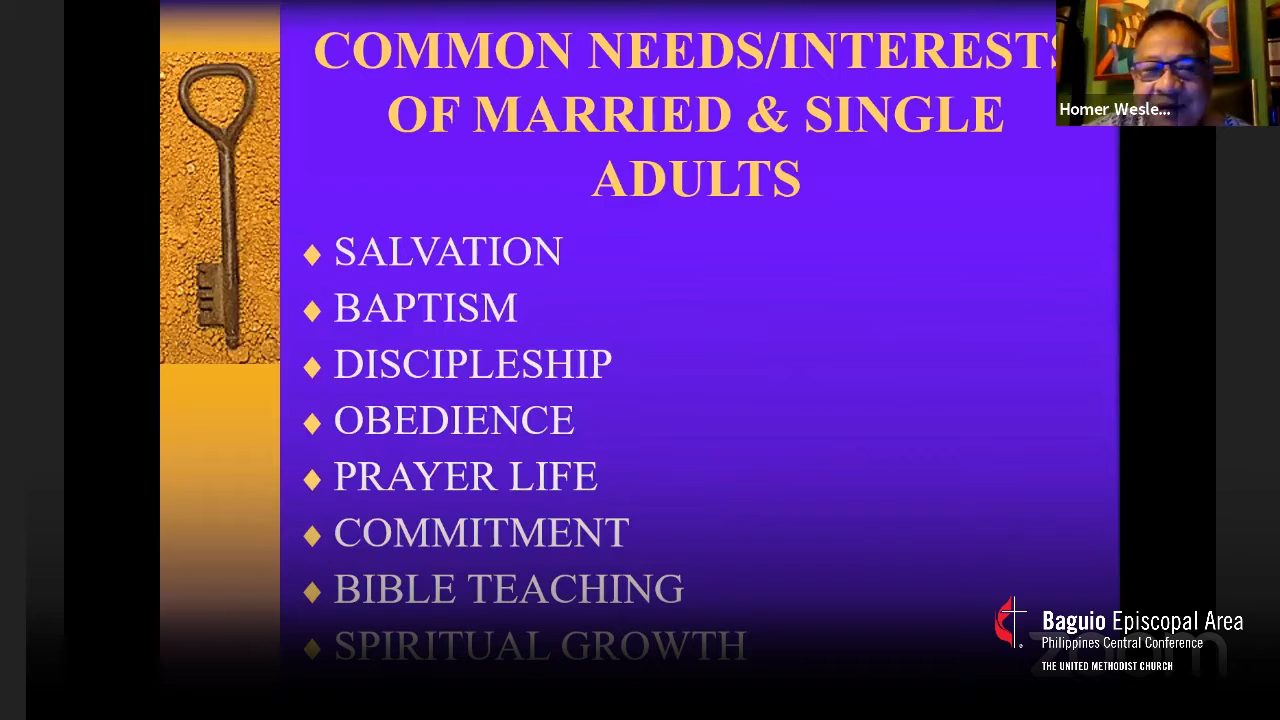 COMMON NEEDS/INTERESTS
OF MARRIED & SINGLE
ADULTS
Homer Wesle...
SALVATION
BAPTISM
DISCIPLESHIP
OBEDIENCE
PRAYER LIFE
COMMITMENT
BIBLE TEACHING
SPIRITUAL GROWTH
Baguio Episcopal Area
Philippines Central Conference
THE UNITED METHODIST CHURCH
zoom